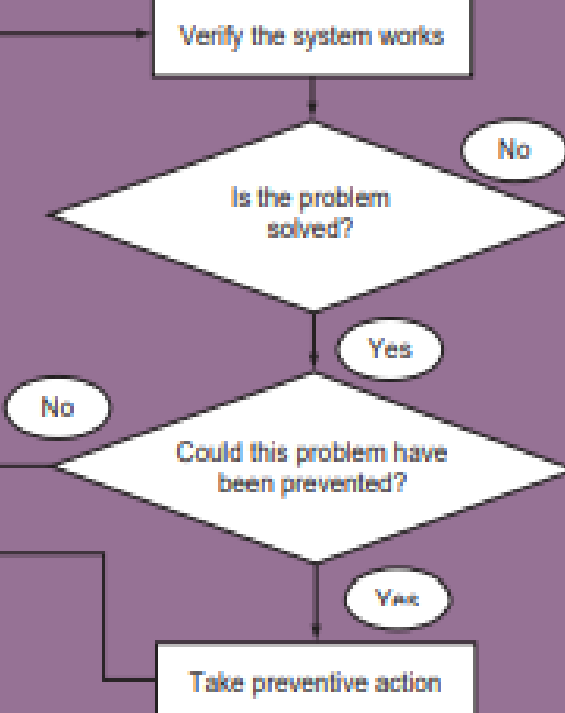 Verify the system works
No
Is the problem
solved?
Yes
No
Could this problem have
been prevented?
Yes
Take preventive action